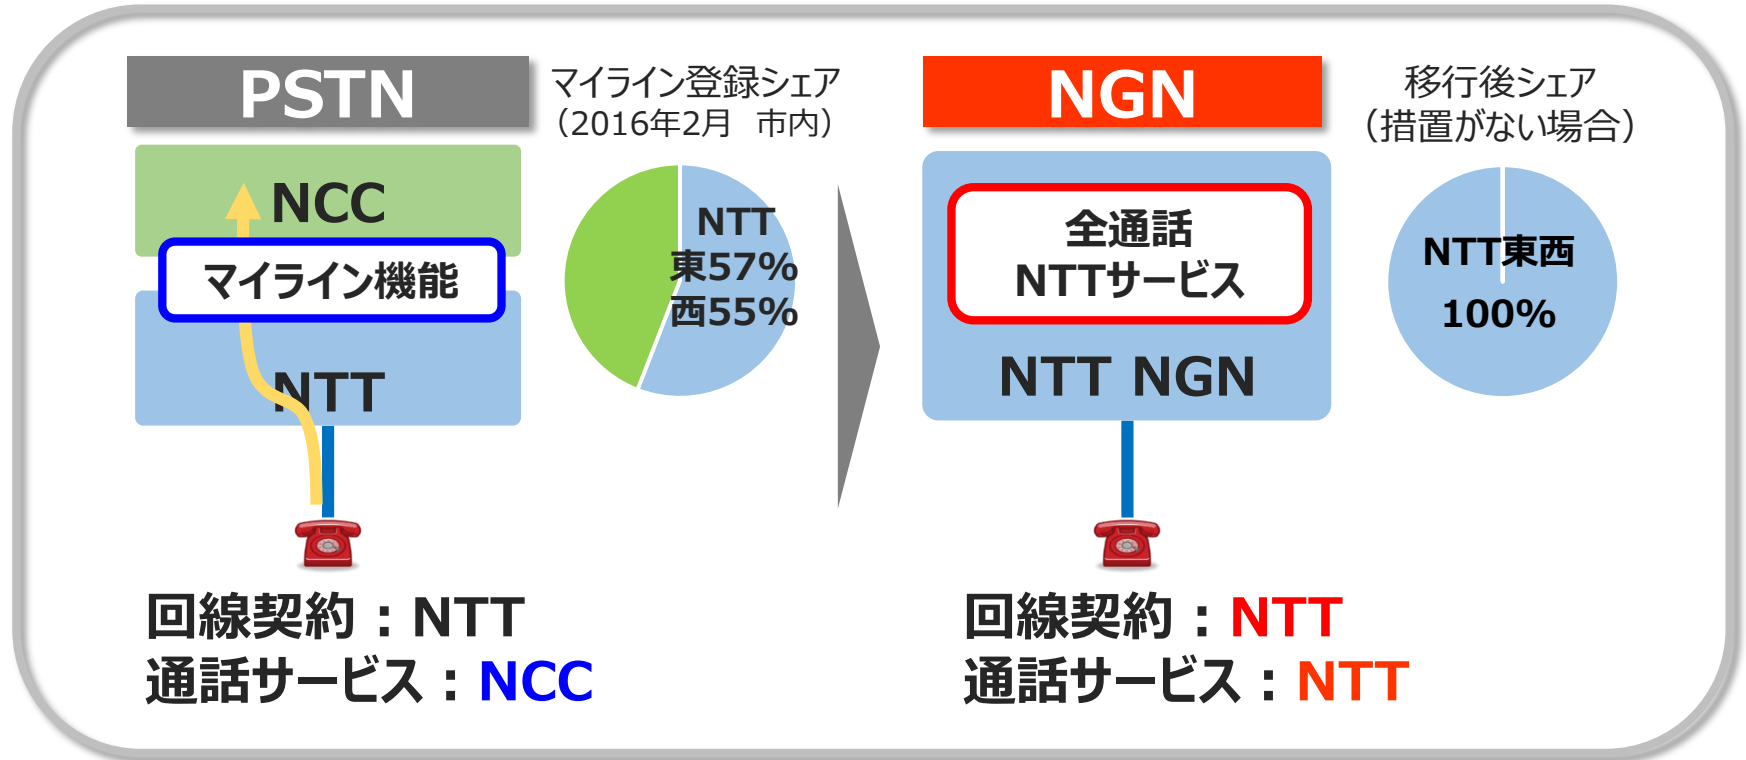 PSTN
マイライン登録シェア
（2016年2月　市内）
NCC
マイライン機能
NTT
NTT
東57%
西55%
回線契約：NTT
通話サービス：NCC
NGN
移行後シェア
（措置がない場合）
全通話
NTTサービス
NTT NGN
NTT東西
100%
回線契約：NTT
通話サービス：NTT